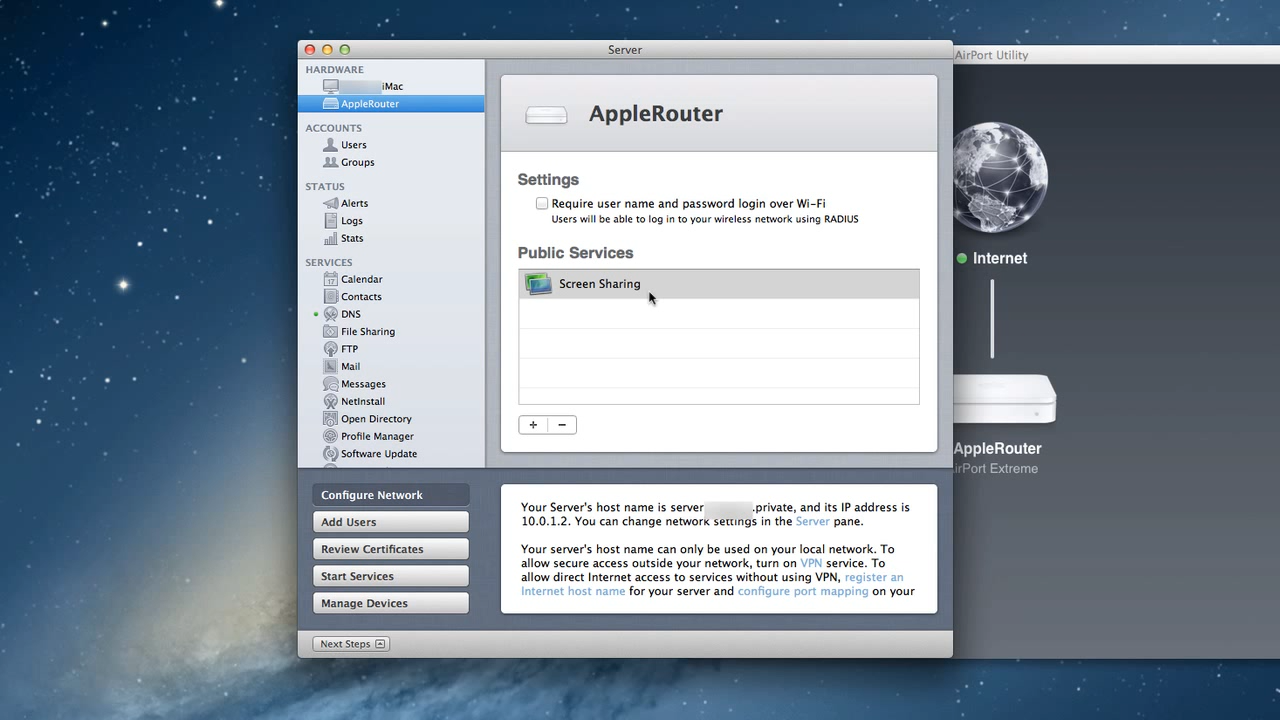 Server
HARDWARE
iMac
AppleRouter
ACCOUNTS
Users
Groups
STATUS
Alerts
Logs
Stats
SERVICES
Calendar
Contacts
DNS
File Sharing
FTP
Mail
Messages
NetInstall
Open Directory
Profile Manager
Software Update
AppleRouter
Settings
Require user name and password login over Wi-Fi
Users will be able to log in to your wireless network using RADIUS
Public Services
Screen Sharing
+ −
Configure Network
Add Users
Review Certificates
Start Services
Manage Devices
Your Server's host name is server .private, and its IP address is
10.0.1.2. You can change network settings in the Server pane.
Your server's host name can only be used on your local network. To
allow secure access outside your network, turn on VPN service. To
allow direct Internet access to services without using VPN, register an
Internet host name for your server and configure port mapping on your
Next Steps
AirPort Utility
Internet
AppleRouter
AirPort Extreme